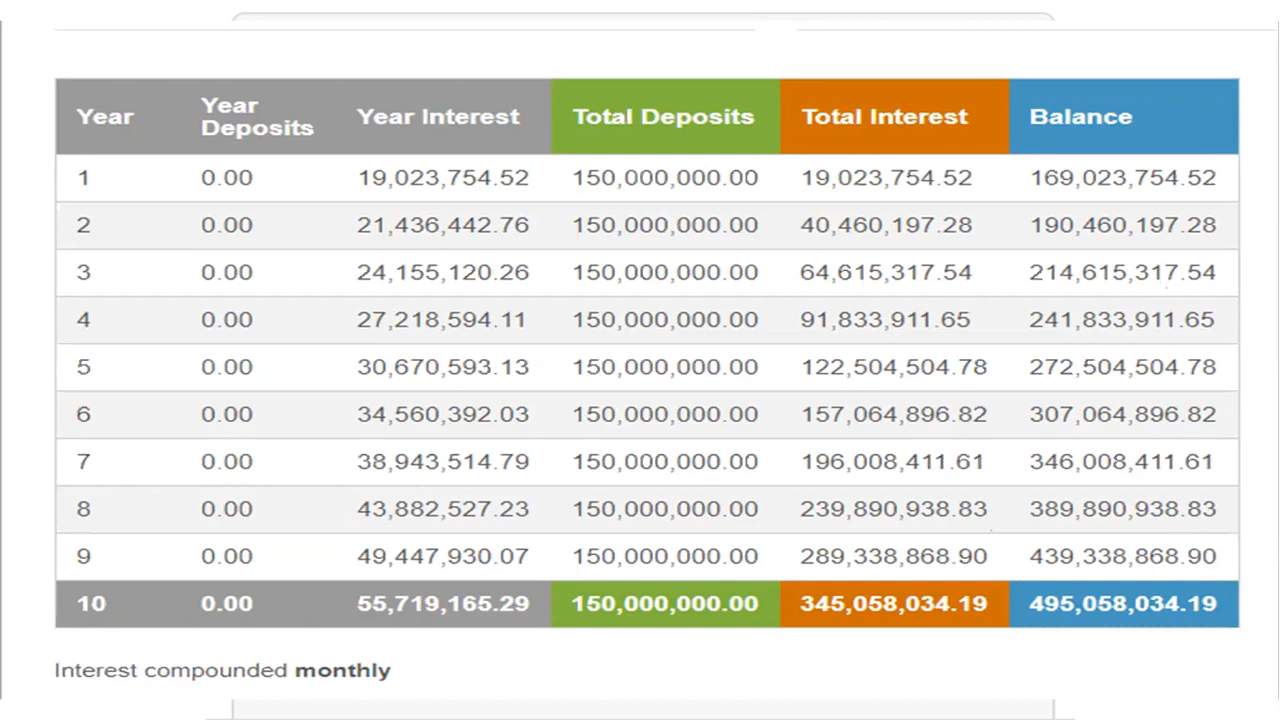 Year Year Deposits Year Interest Total Deposits Total Interest Balance
1 0.00 19,023,754.52 150,000,000.00 19,023,754.52 169,023,754.52
2 0.00 21,436,442.76 150,000,000.00 40,460,197.28 190,460,197.28
3 0.00 24,155,120.26 150,000,000.00 64,615,317.54 214,615,317.54
4 0.00 27,218,594.11 150,000,000.00 91,833,911.65 241,833,911.65
5 0.00 30,670,593.13 150,000,000.00 122,504,504.78 272,504,504.78
6 0.00 34,560,392.03 150,000,000.00 157,064,896.82 307,064,896.82
7 0.00 38,943,514.79 150,000,000.00 196,008,411.61 346,008,411.61
8 0.00 43,882,527.23 150,000,000.00 239,890,938.83 389,890,938.83
9 0.00 49,447,930.07 150,000,000.00 289,338,868.90 439,338,868.90
10 0.00 55,719,165.29 150,000,000.00 345,058,034.19 495,058,034.19
Interest compounded monthly